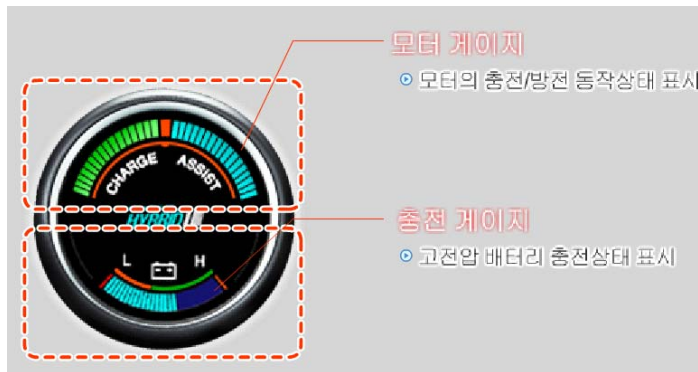 모터 게이지
모터의 충전/방전 동작상태 표시
CHARGE ASSIST
HYBRID
L H
충전 게이지
고전압 배터리 충전상태 표시